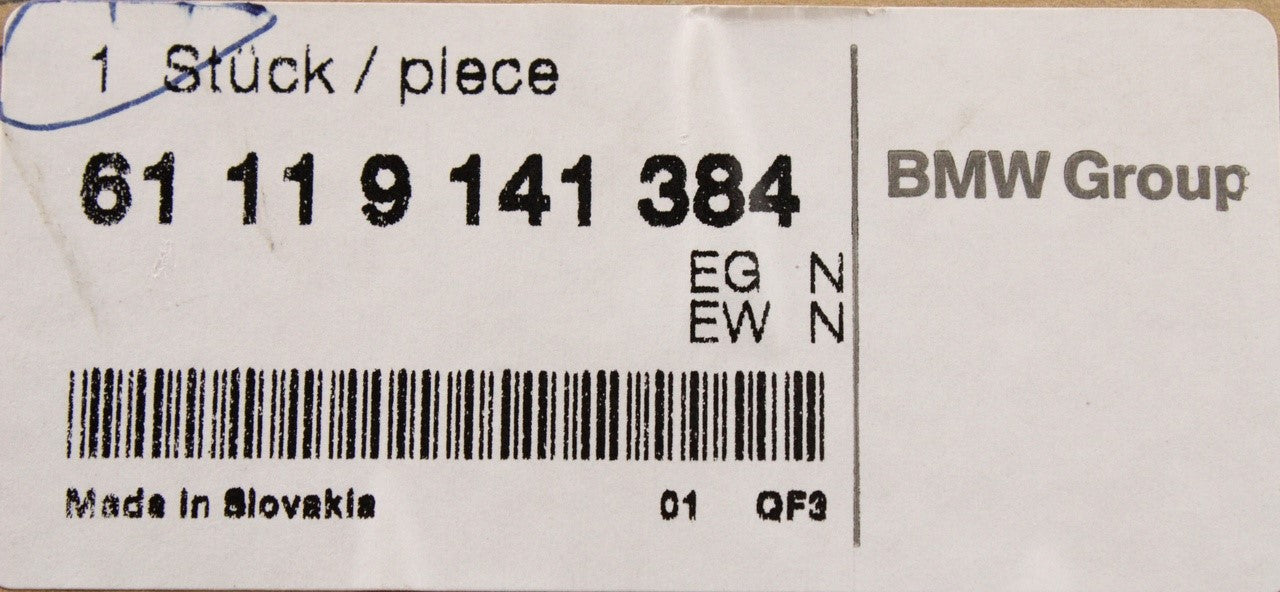 1 Stück / piece
61 11 9 141 384
EG N
EW N
Made in Slovakia 01 QF3
BMW Group